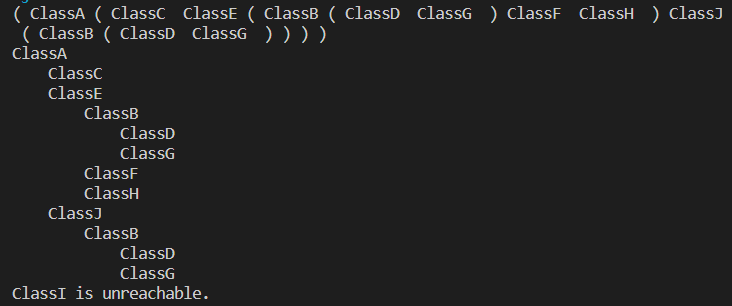 ( ClassA ( ClassC  ClassE ( ClassB ( ClassD  ClassG  ) ClassF  ClassH  ) ClassJ
 ( ClassB ( ClassD  ClassG  ) ) ) )
ClassA
    ClassC
    ClassE
        ClassB
            ClassD
            ClassG
        ClassF
        ClassH
    ClassJ
        ClassB
            ClassD
            ClassG
ClassI is unreachable.